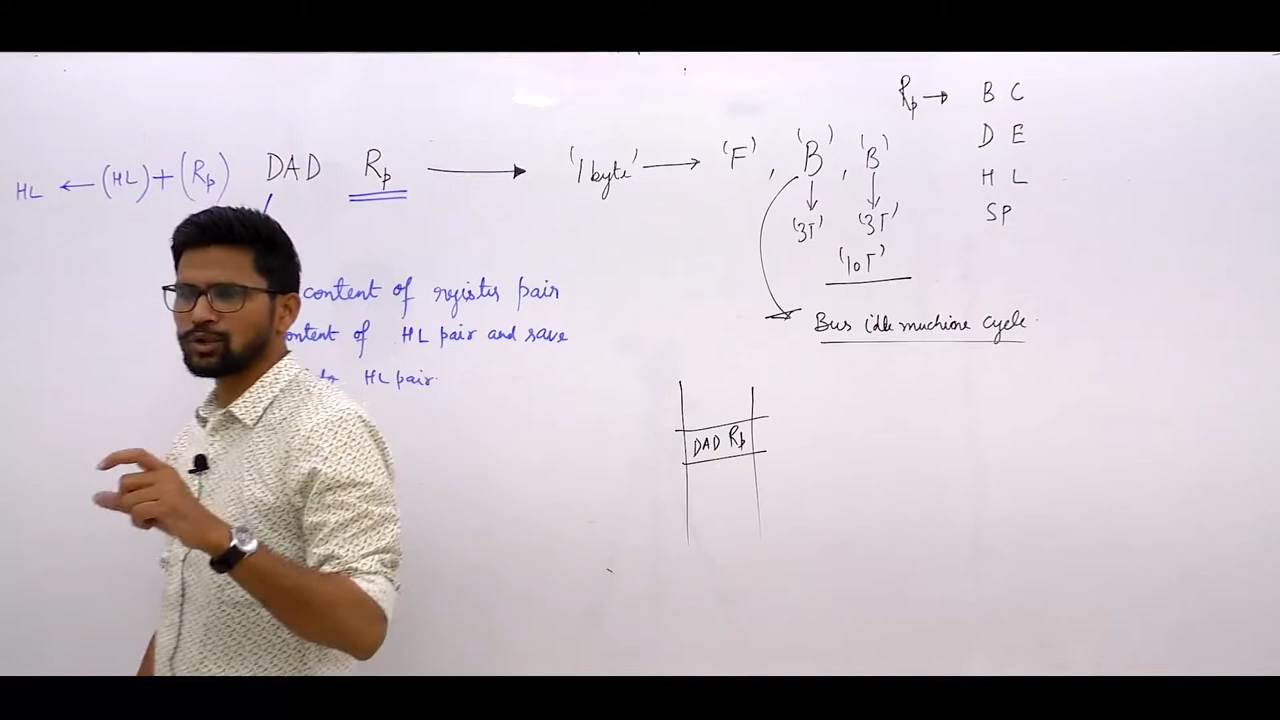 HL ← (HL) + (Rp) DAD Rp → '1 byte' → 'F', 'B', 'B'
'3T' '3T'
'10T'
Bus idle muchine cycle.
Rp → B C
D E
H L
SP
content of register pair
content of HL pair and save
HL pair.
DAD Rp